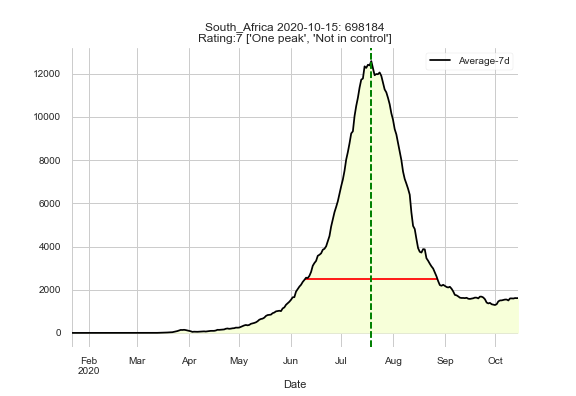 South_Africa 2020-10-15: 698184
Rating:7 ['One peak', 'Not in control']
Average-7d
12000
10000
8000
6000
4000
2000
0
Feb Mar Apr May Jun Jul Aug Sep Oct
2020
Date